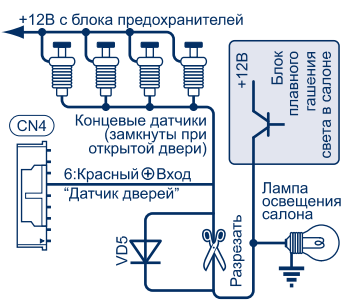 +12В с блока предохранителей
+12В
Блок
плавного
гашения
света в салоне
Концевые датчики
(замкнуты при
открытой двери)
CN4
6:Красный ⊕ Вход
“Датчик дверей”
Лампа
освещения
салона
VD5
Разрезать